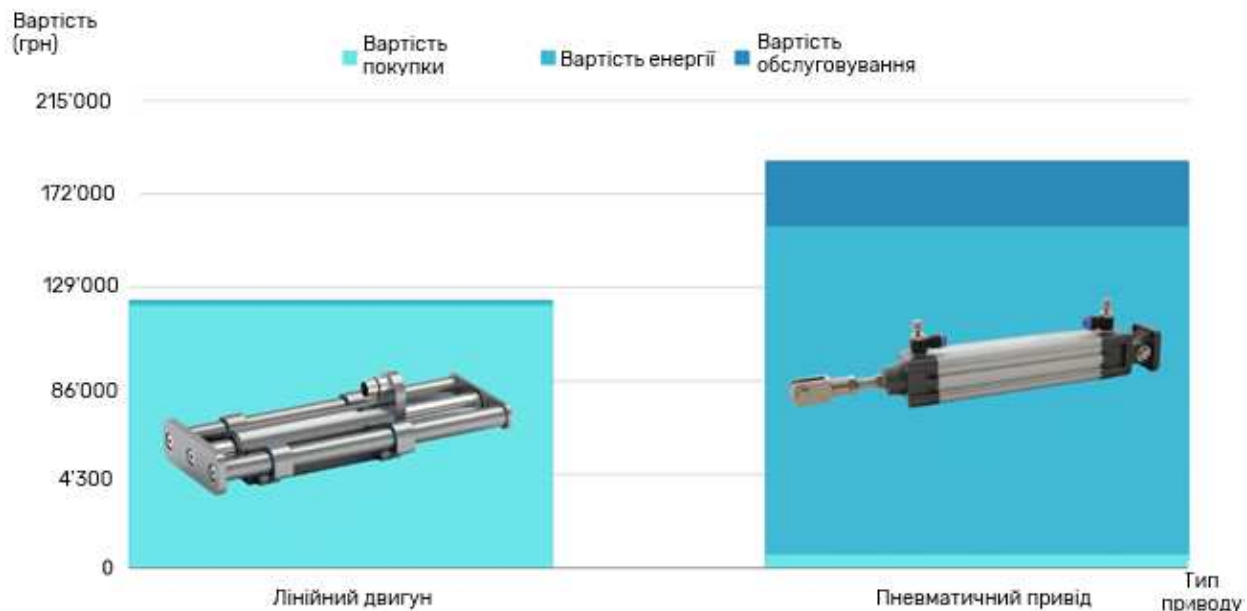 Вартість
(грн)
Вартість
покупки
Вартість енергії
Вартість
обслуговування
215'000
172'000
129'000
86'000
4'300
0
Лінійний двигун
Пневматичний привід
Тип
приводу